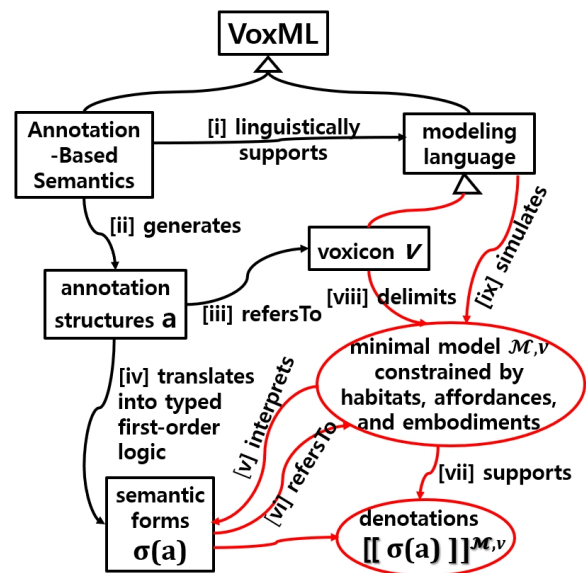 VoxML
Annotation
-Based
Semantics
[i] linguistically
supports
modeling
language
[ii] generates
voxicon 𝑣
[ix] simulates
annotation
structures a
[iii] refersTo
[viii] delimits
minimal model ℳ,𝑣
constrained by
habitats, affordances,
and embodiments
[iv] translates
into typed
first-order
logic
[v] interprets
[vi] refersTo
[vii] supports
semantic
forms
σ(a)
denotations
[[ σ(a) ]]ℳ,𝑣